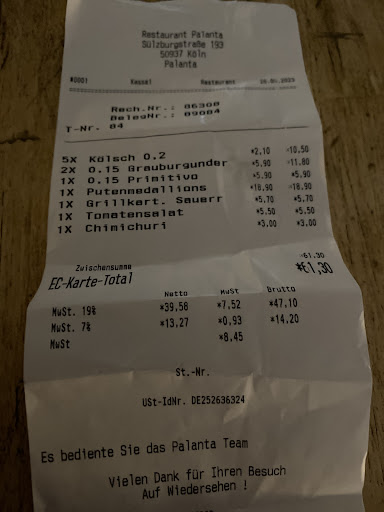 Restaurant Palanta
Sülzburgstraße 193
50937 Köln
Palanta
#0001 Kassa1 Restaurant
Rech.Nr.: 06300
BelegNr.: 09084
T-Nr. 84
5X Kölsch 0.2 *2.10 *10.50
2X 0.15 Grauburgunder *5.90 *11.80
1X 0.15 Primitivo *5.90 *5.90
1X Putenmedallions *18.90 *18.90
1X Grillkart. Sauerr *5.70 *5.70
1X Tomatensalat *5.50 *5.50
1X Chimichuri *3.00 *3.00
Zwischensumme *61.30
EC-Karte-Total *61,30
Netto MwSt Brutto
MwSt. 19% *39,58 *7,52 *47,10
MwSt. 7% *13,27 *0,93 *14,20
MwSt *8,45
St.-Nr.
USt-IdNr. DE252636324
Es bediente Sie das Palanta Team
Vielen Dank für Ihren Besuch
Auf Wiedersehen !